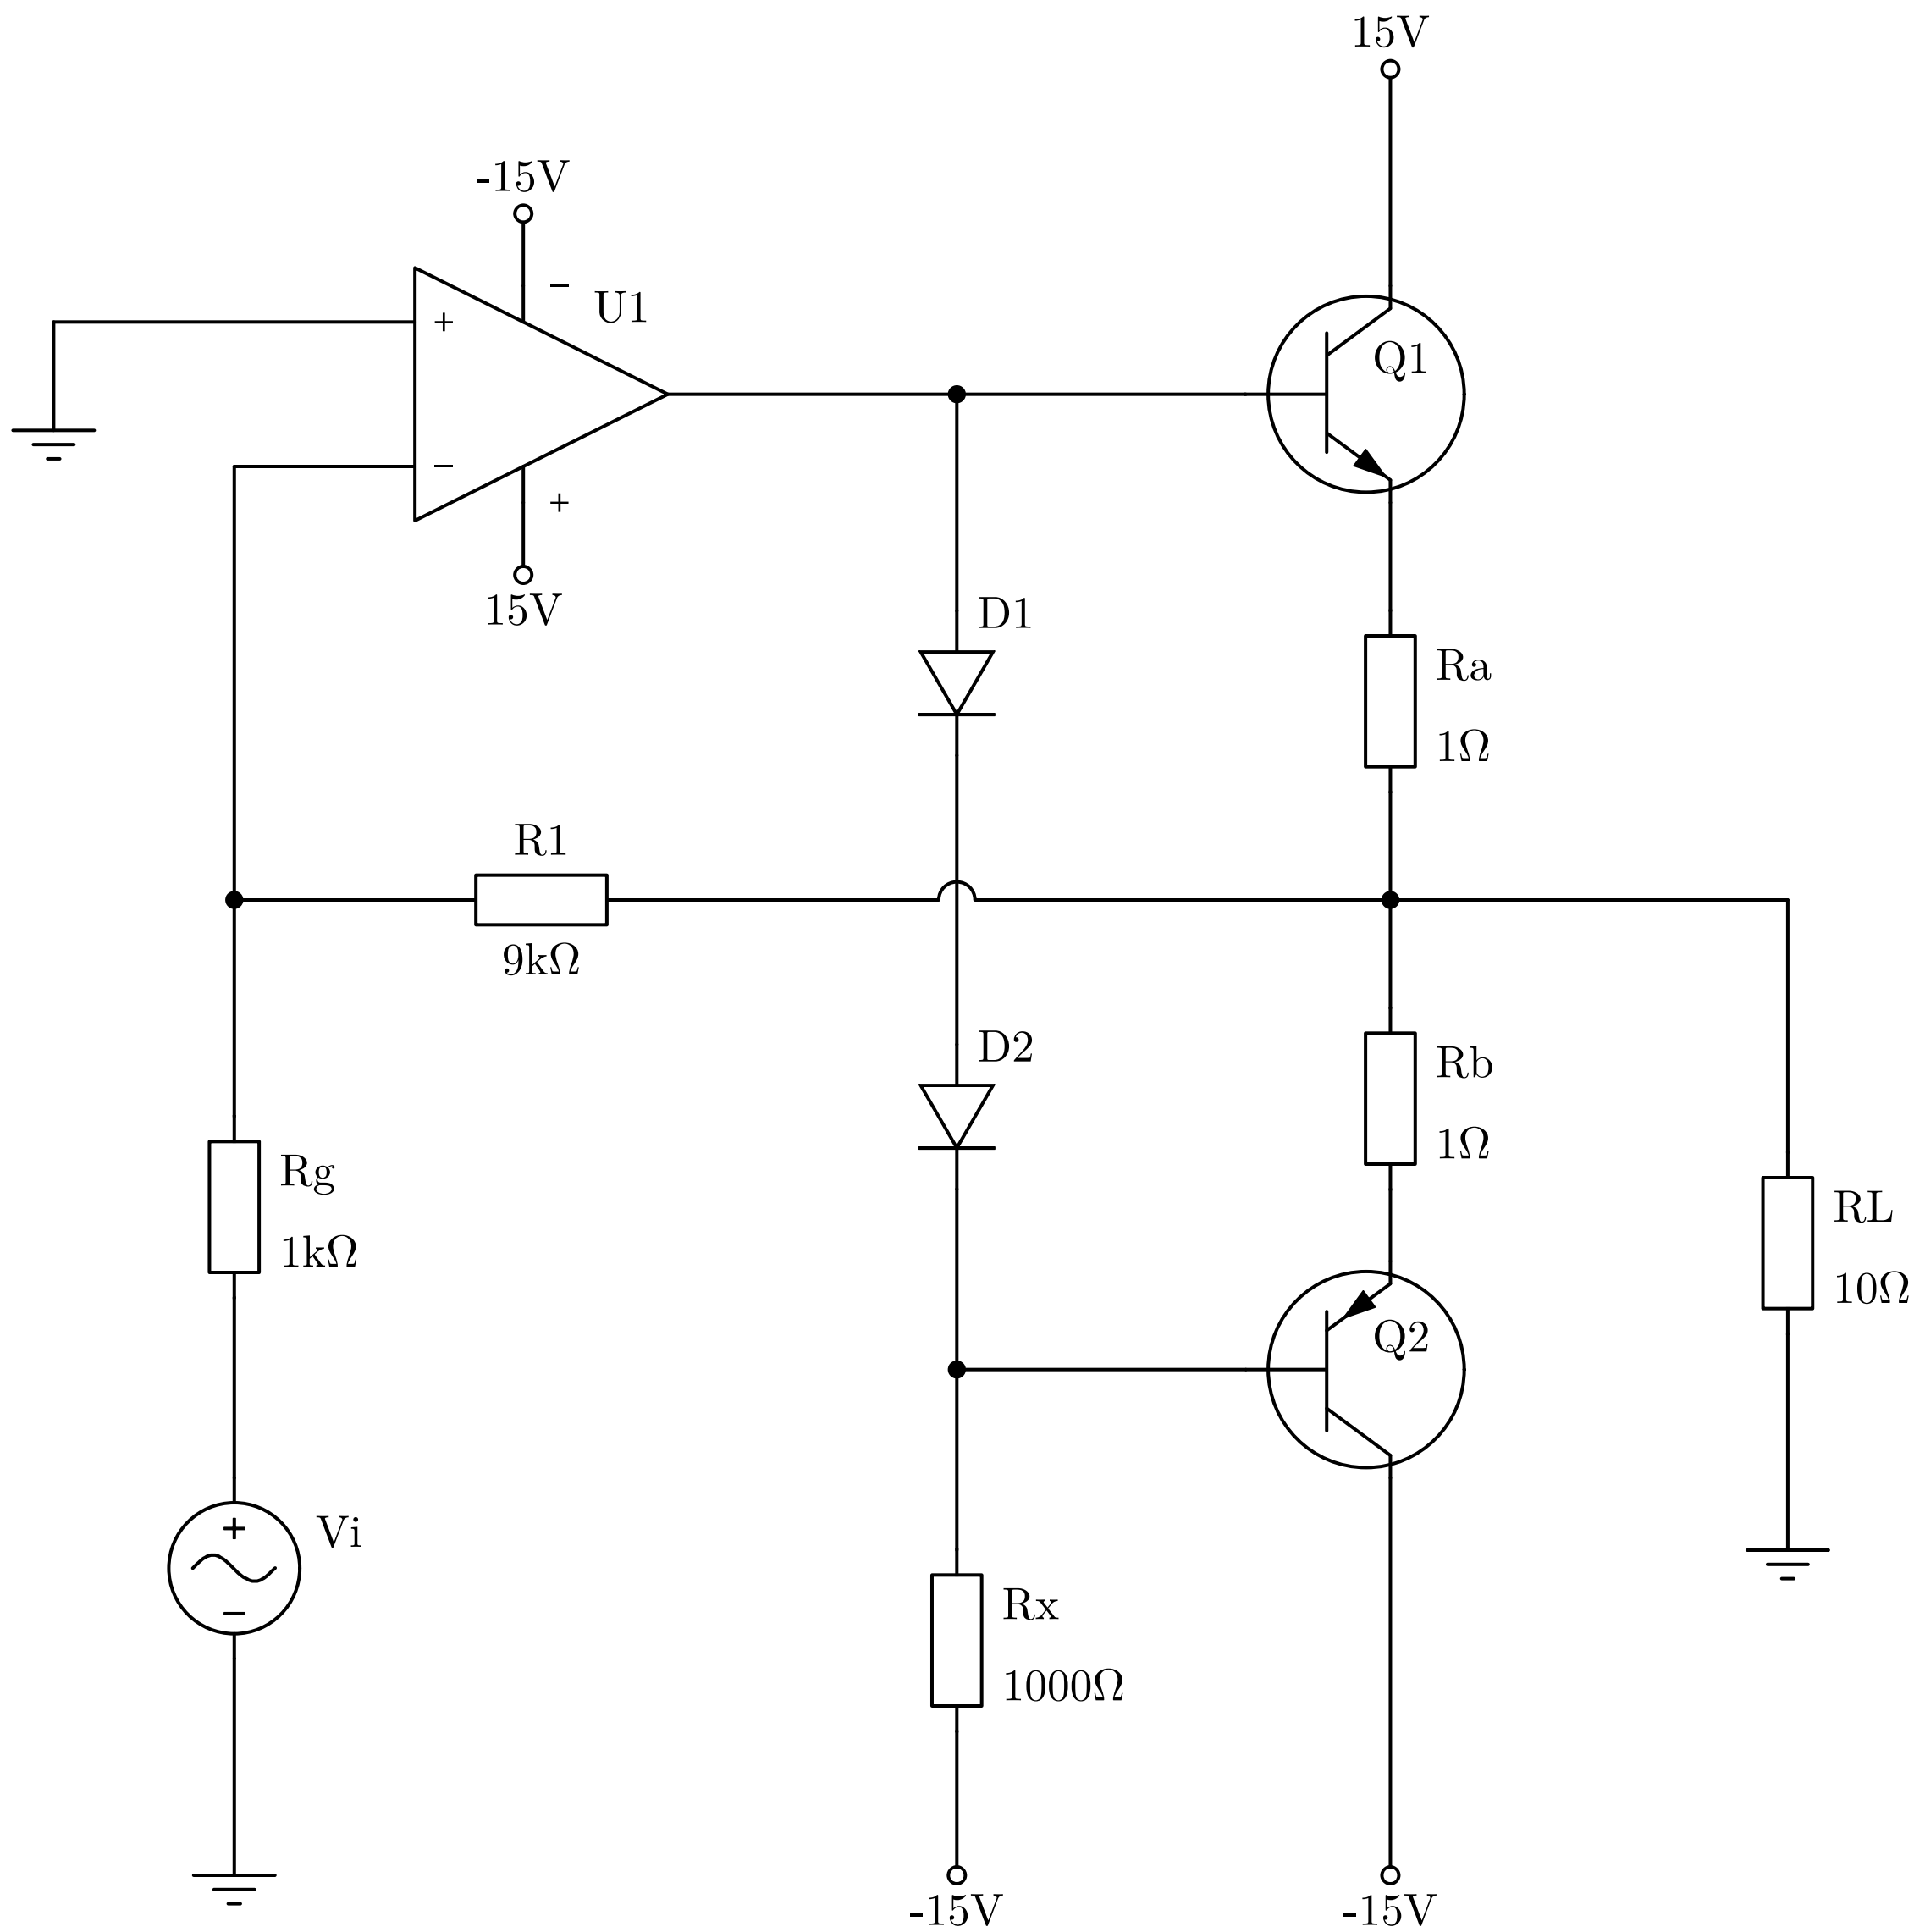 15V
-15V
−
U1
+
Q1
−
+
15V
D1
Ra
1Ω
R1
9kΩ
D2
Rb
1Ω
Rg
1kΩ
RL
10Ω
Q2
+
Vi
−
Rx
1000Ω
-15V
-15V